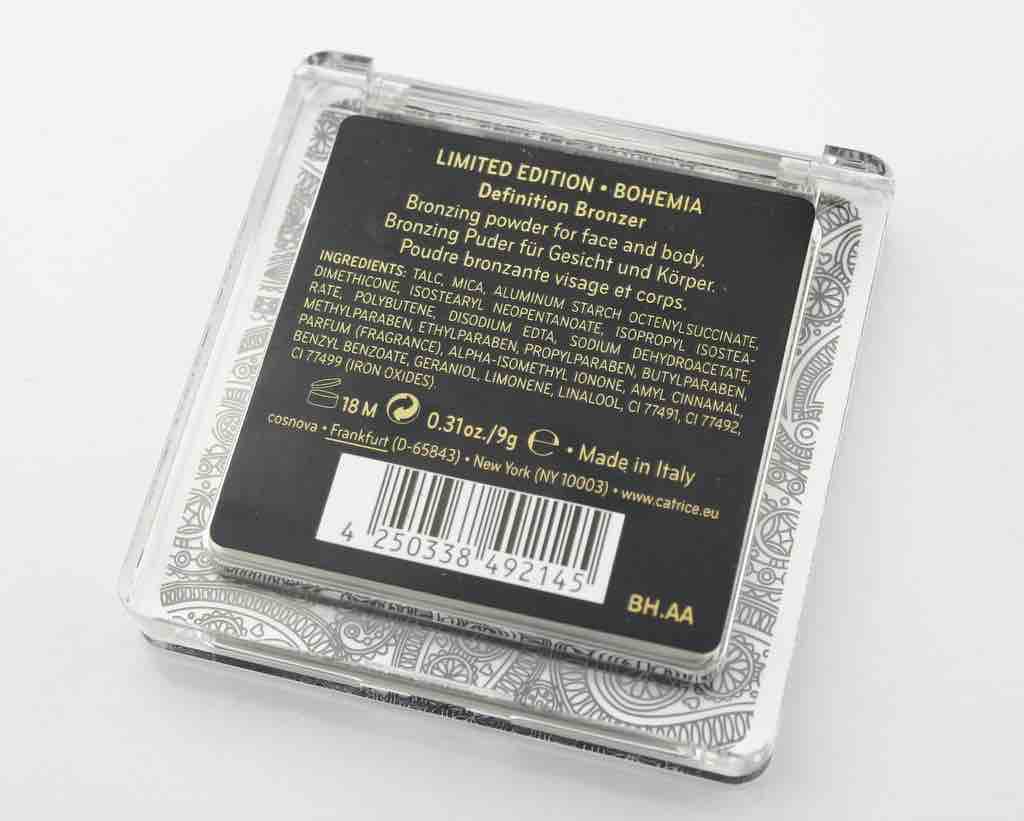 LIMITED EDITION • BOHEMIA
Definition Bronzer
Bronzing powder for face and body.
Bronzing Puder für Gesicht und Körper.
Poudre bronzante visage et corps.
INGREDIENTS: TALC, MICA, ALUMINUM STARCH OCTENYLSUCCINATE,
DIMETHICONE, ISOSTEARYL NEOPENTANOATE, ISOPROPYL ISOSTEA-
RATE, POLYBUTENE, DISODIUM EDTA, SODIUM DEHYDROACETATE,
METHYLPARABEN, ETHYLPARABEN, PROPYLPARABEN, BUTYLPARABEN,
PARFUM (FRAGRANCE), ALPHA-ISOMETHYL IONONE, AMYL CINNAMAL,
BENZYL BENZOATE, GERANIOL, LIMONENE, LINALOOL, CI 77491, CI 77492,
CI 77499 (IRON OXIDES).
18 M 0.31oz./9g e • Made in Italy
cosnova • Frankfurt (D-65843) • New York (NY 10003) • www.catrice.eu
4 250338 492145
BH.AA